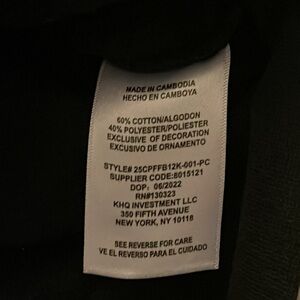 MADE IN CAMBODIA
HECHO EN CAMBOYA
60% COTTON/ALGODON
40% POLYESTER/POLIESTER
EXCLUSIVE OF DECORATION
EXCUSIVO DE ORNAMENTO
STYLE# 25CPFFB12K-001-PC
SUPPLIER CODE:8015121
DOP: 06/2022
RN#130323
KHQ INVESTMENT LLC
350 FIFTH AVENUE
NEW YORK, NY 10118
SEE REVERSE FOR CARE
VE EL REVERSO PARA EL CUIDADO